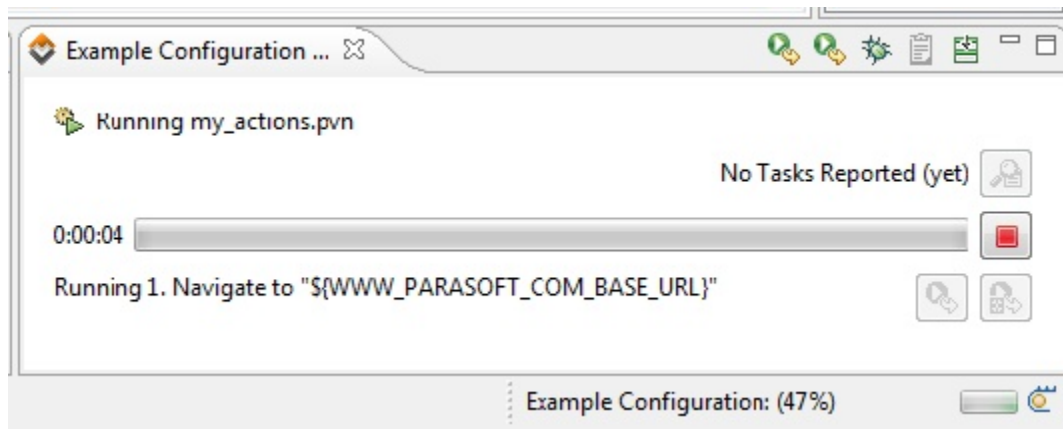 Example Configuration ...
Running my_actions.pvn
No Tasks Reported (yet)
0:00:04
Running 1. Navigate to "${WWW_PARASOFT_COM_BASE_URL}"
Example Configuration: (47%)